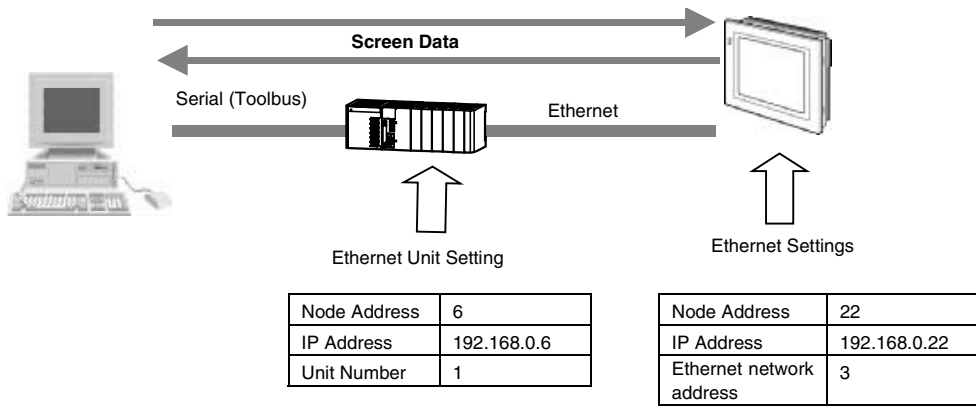 Screen Data
Serial (Toolbus)
Ethernet
Ethernet Unit Setting
Ethernet Settings
Node Address 6
IP Address 192.168.0.6
Unit Number 1
Node Address 22
IP Address 192.168.0.22
Ethernet network address 3